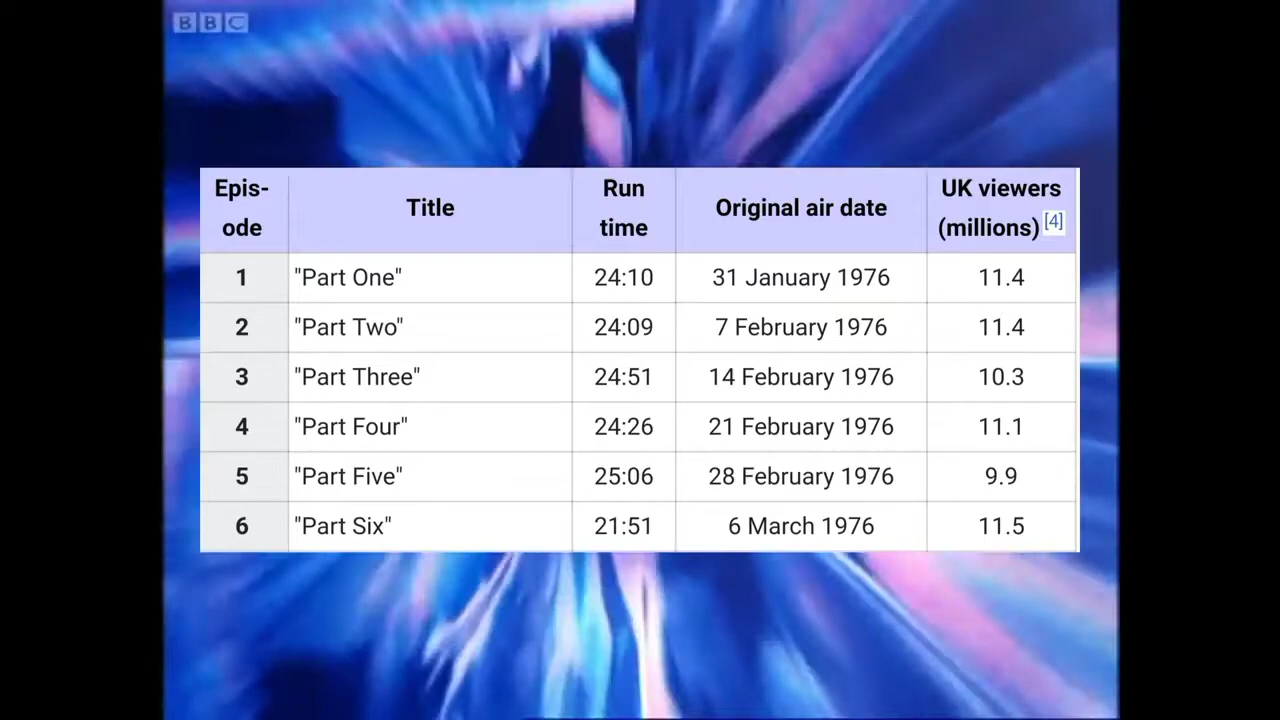 BBC
Epis-
ode
Title
Run
time
Original air date
UK viewers
(millions) [4]
1 "Part One" 24:10 31 January 1976 11.4
2 "Part Two" 24:09 7 February 1976 11.4
3 "Part Three" 24:51 14 February 1976 10.3
4 "Part Four" 24:26 21 February 1976 11.1
5 "Part Five" 25:06 28 February 1976 9.9
6 "Part Six" 21:51 6 March 1976 11.5